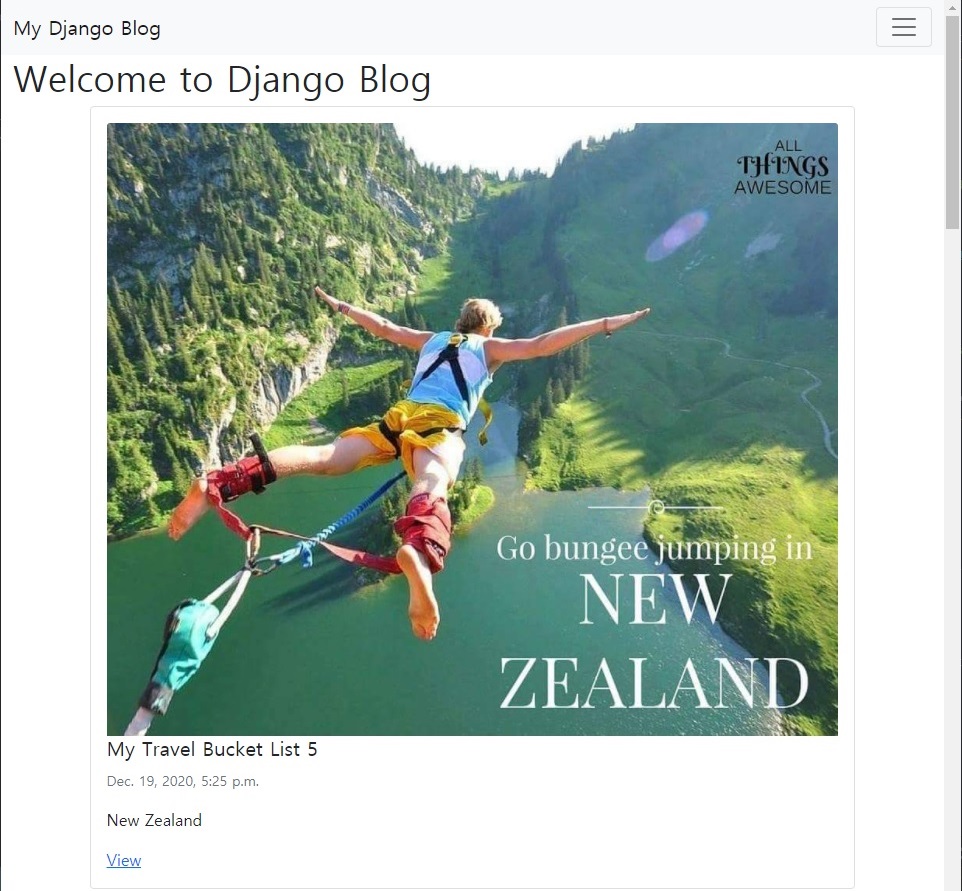 My Django Blog
Welcome to Django Blog
ALL
THINGS
AWESOME
Go bungee jumping in
NEW
ZEALAND
My Travel Bucket List 5
Dec. 19, 2020, 5:25 p.m.
New Zealand
View